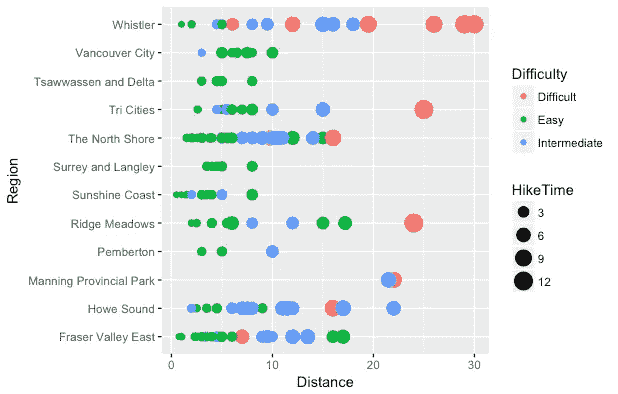 Whistler
Vancouver City
Tsawwassen and Delta
Tri Cities
The North Shore
Surrey and Langley
Sunshine Coast
Ridge Meadows
Pemberton
Manning Provincial Park
Howe Sound
Fraser Valley East
Region
0 10 20 30
Distance
Difficulty
Difficult
Easy
Intermediate
HikeTime
3
6
9
12